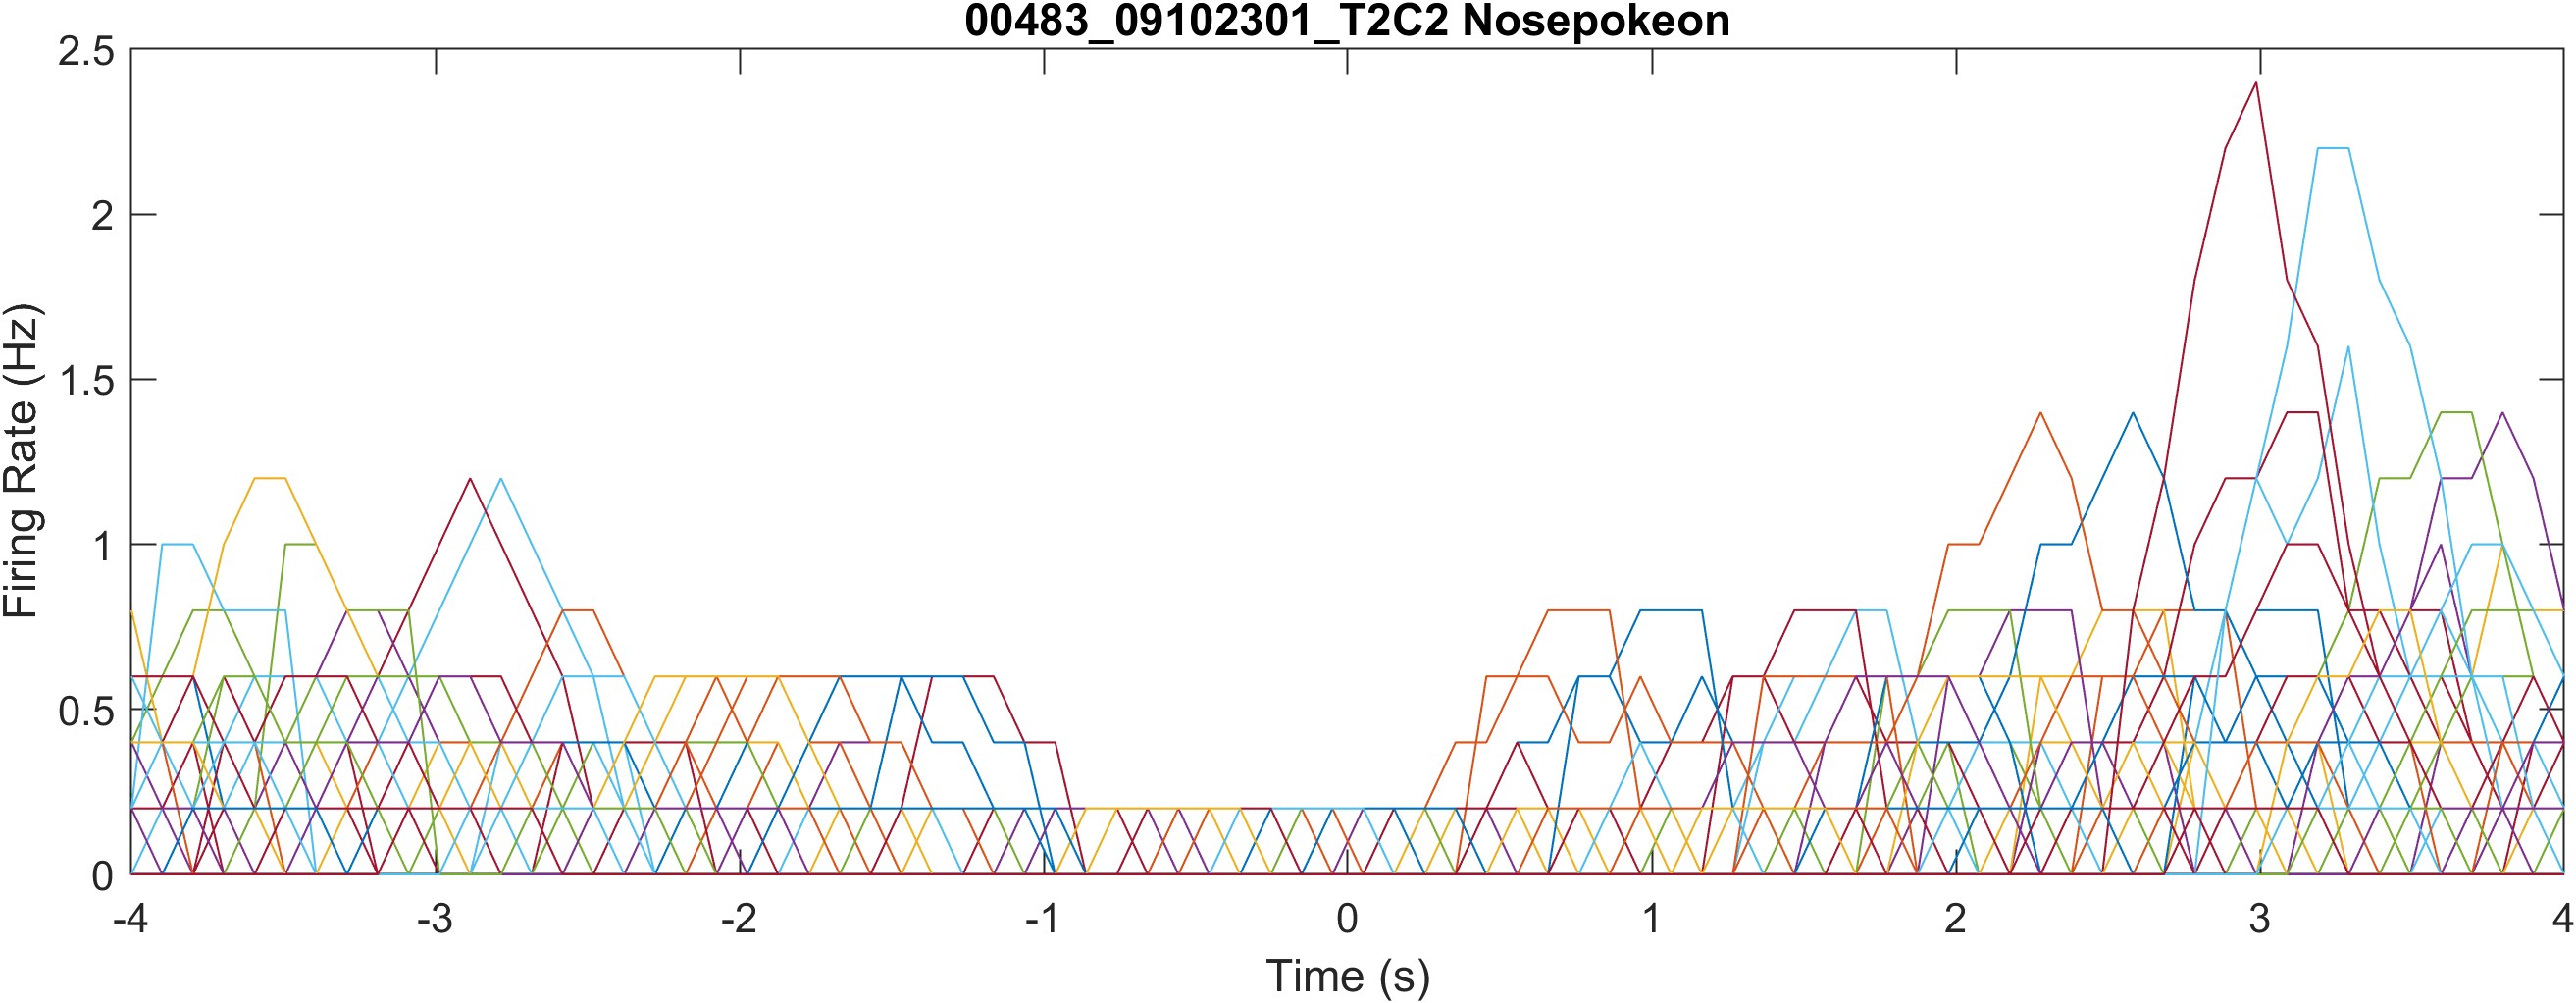 00483_09102301_T2C2 Nosepokeon
2.5
2
1.5
1
0.5
0
Firing Rate (Hz)
-4 -3 -2 -1 0 1 2 3 4
Time (s)